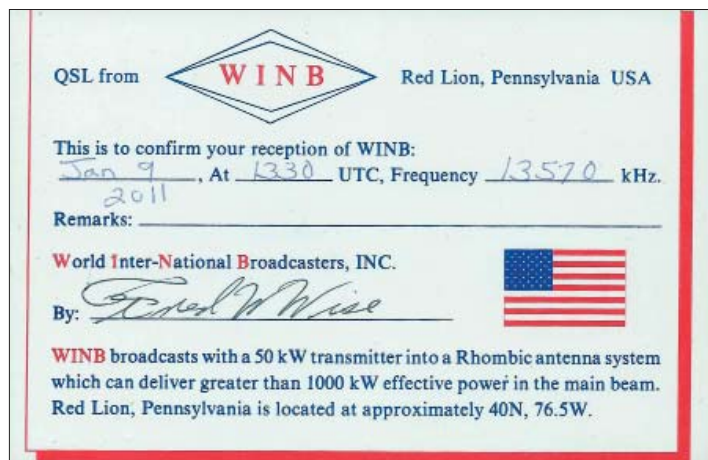 QSL from WINB Red Lion, Pennsylvania USA
This is to confirm your reception of WINB:
Jan 9, At 1330 UTC, Frequency 13570 kHz.
2011
Remarks:
World Inter-National Broadcasters, INC.
By: Fred W Wise
WINB broadcasts with a 50 kW transmitter into a Rhombic antenna system
which can deliver greater than 1000 kW effective power in the main beam.
Red Lion, Pennsylvania is located at approximately 40N, 76.5W.